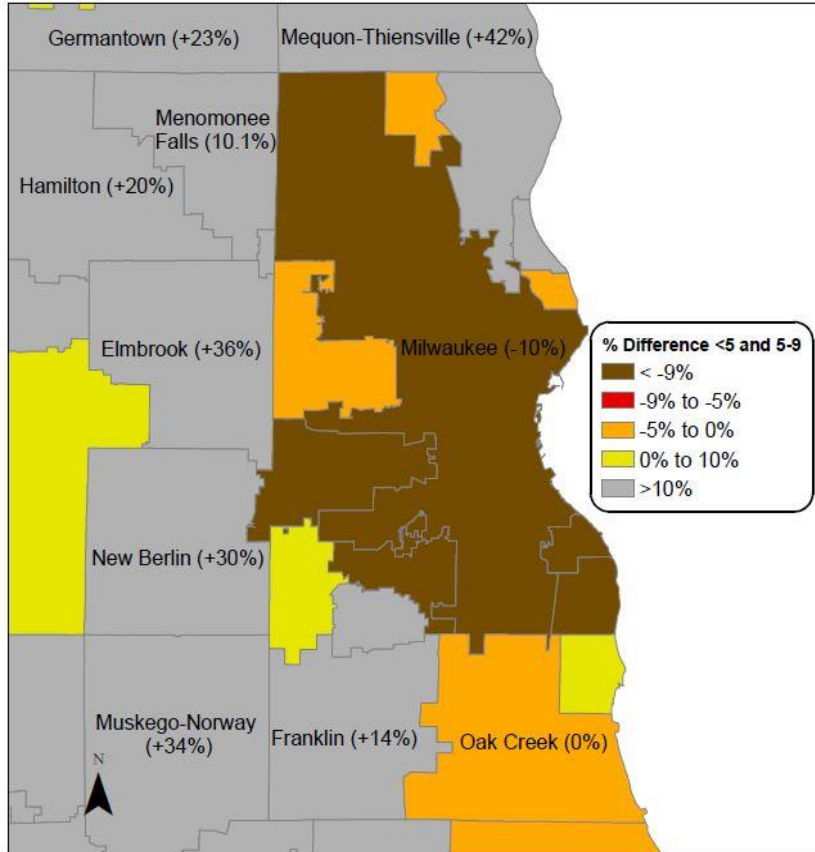 Germantown (+23%)
Mequon-Thiensville (+42%)
Menomonee
Falls (10.1%)
Hamilton (+20%)
Elmbrook (+36%)
Milwaukee (-10%)
% Difference <5 and 5-9
< -9%
-9% to -5%
-5% to 0%
0% to 10%
>10%
New Berlin (+30%)
Muskego-Norway
(+34%)
Franklin (+14%)
Oak Creek (0%)
N